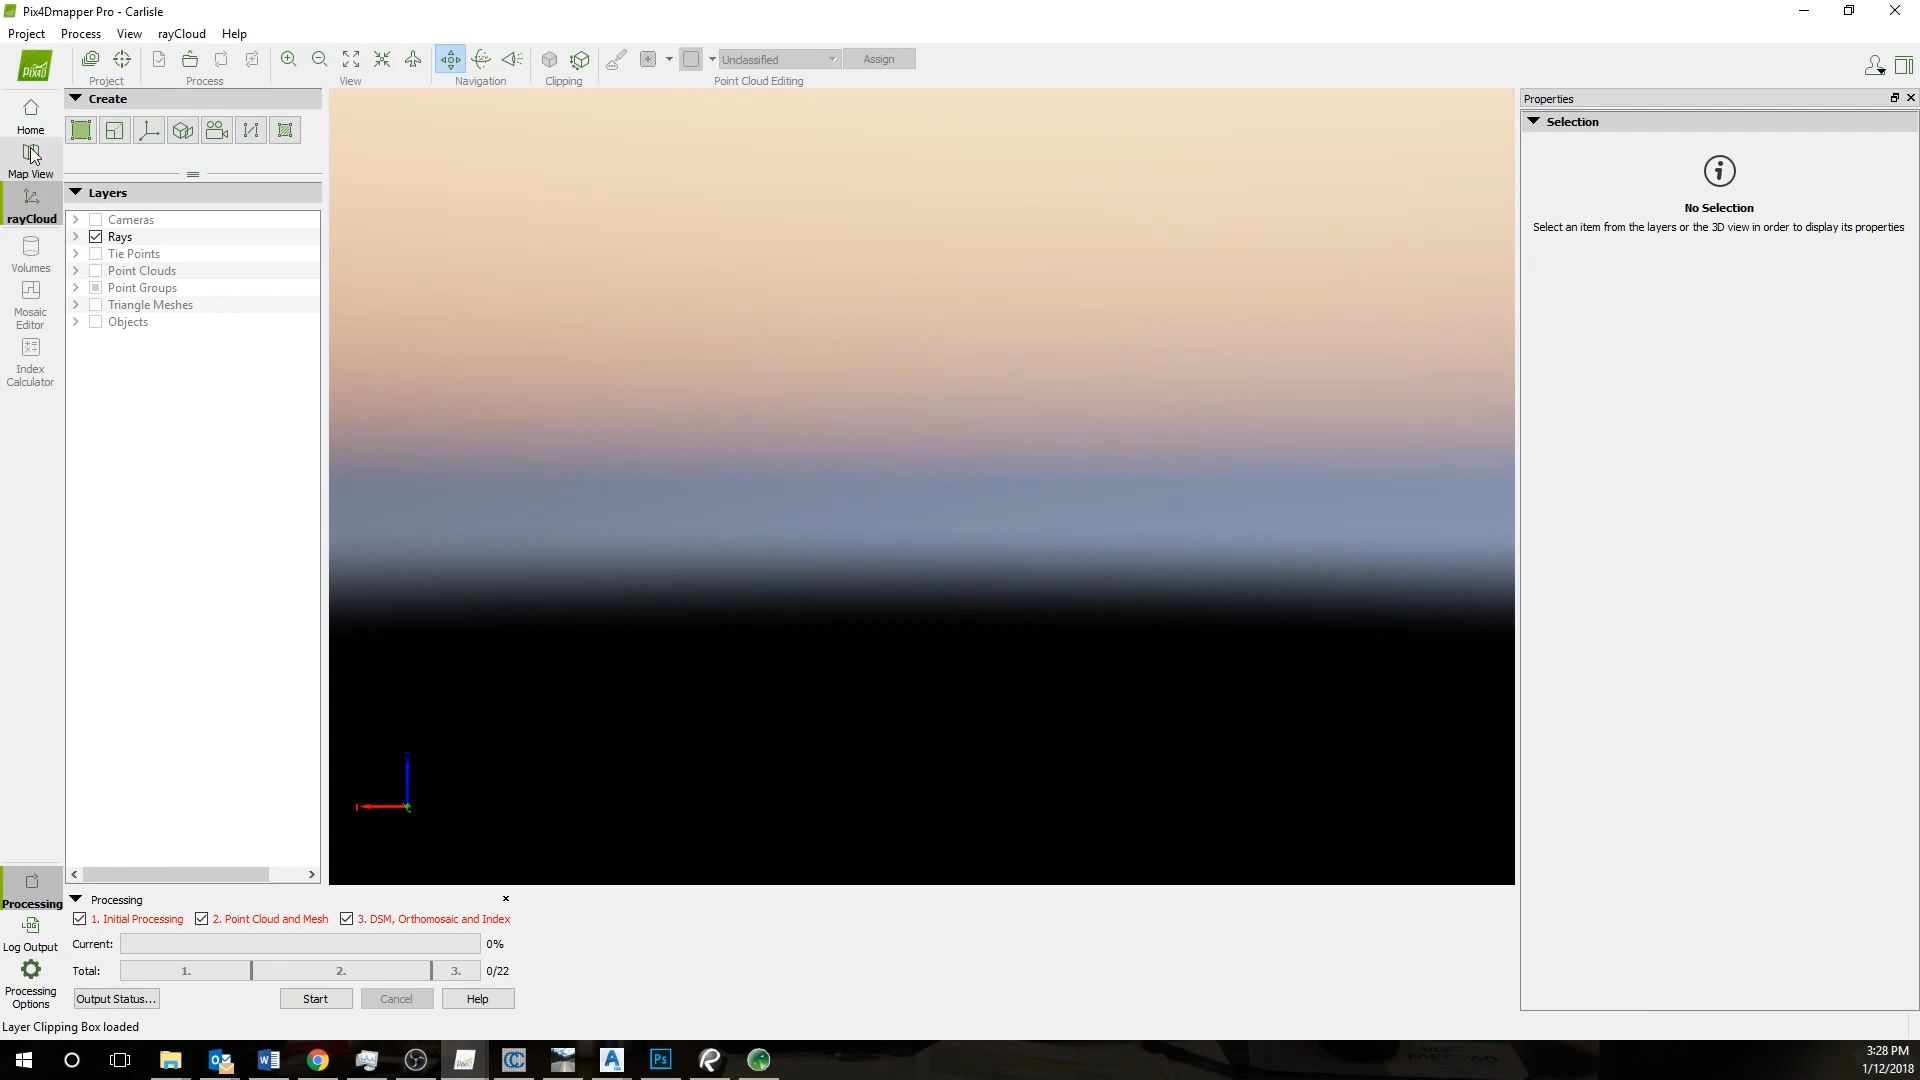 Pix4Dmapper Pro - Carlisle
Project Process View rayCloud Help
PIX4D
Project Process View Navigation Clipping Unclassified Assign
Point Cloud Editing
Home
Map View
rayCloud
Volumes
Mosaic
Editor
Index
Calculator
Create
Layers
Cameras
Rays
Tie Points
Point Clouds
Point Groups
Triangle Meshes
Objects
Properties
Selection
No Selection
Select an item from the layers or the 3D view in order to display its properties
Processing
Log Output
Processing
Options
Processing
1. Initial Processing 2. Point Cloud and Mesh 3. DSM, Orthomosaic and Index
Current: 0%
Total: 1. 2. 3. 0/22
Output Status... Start Cancel Help
Layer Clipping Box loaded
3:28 PM
1/12/2018